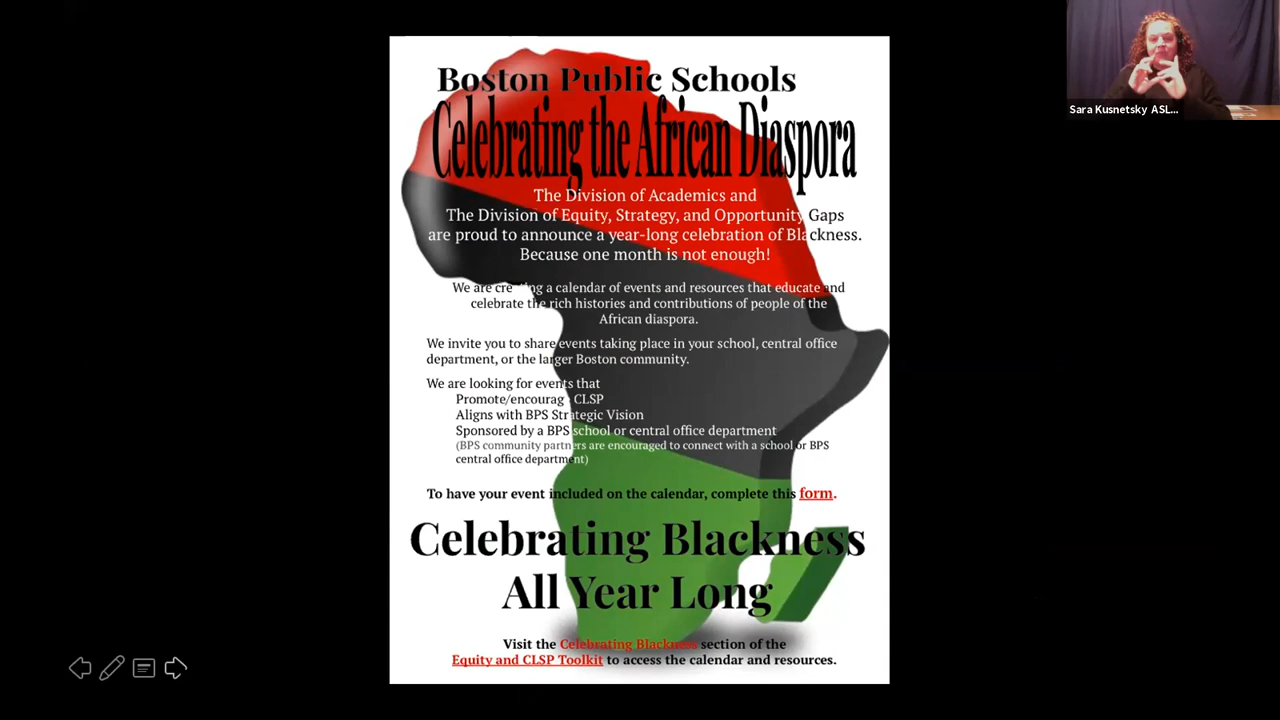 Boston Public Schools
Celebrating the African Diaspora
The Division of Academics and
The Division of Equity, Strategy, and Opportunity Gaps
are proud to announce a year-long celebration of Blackness.
Because one month is not enough!
We are creating a calendar of events and resources that educate and
celebrate the rich histories and contributions of people of the
African diaspora.
We invite you to share events taking place in your school, central office
department, or the larger Boston community.
We are looking for events that
Promote/encourage CLSP
Aligns with BPS Strategic Vision
Sponsored by a BPS school or central office department
(BPS community partners are encouraged to connect with a school or BPS
central office department)
To have your event included on the calendar, complete this form.
Celebrating Blackness
All Year Long
Visit the Celebrating Blackness section of the
Equity and CLSP Toolkit to access the calendar and resources.
Sara Kusnetsky ASL...